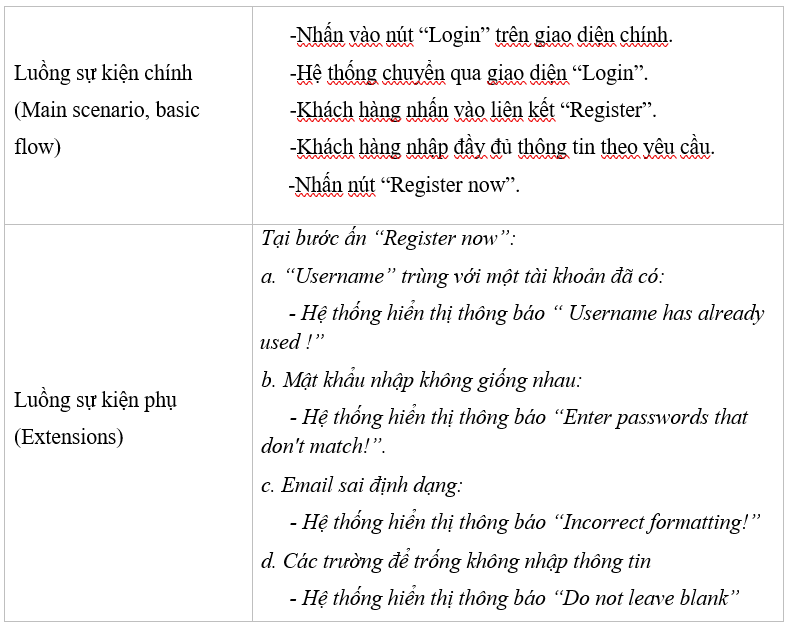 Luồng sự kiện chính
(Main scenario, basic
flow)
-Nhấn vào nút “Login” trên giao diện chính.
-Hệ thống chuyển qua giao diện “Login”.
-Khách hàng nhấn vào liên kết “Register”.
-Khách hàng nhập đầy đủ thông tin theo yêu cầu.
-Nhấn nút “Register now”.
Luồng sự kiện phụ
(Extensions)
Tại bước ấn “Register now”:
a. “Username” trùng với một tài khoản đã có:
- Hệ thống hiển thị thông báo “ Username has already
used !”
b. Mật khẩu nhập không giống nhau:
- Hệ thống hiển thị thông báo “Enter passwords that
don't match!”.
c. Email sai định dạng:
- Hệ thống hiển thị thông báo “Incorrect formatting!”
d. Các trường để trống không nhập thông tin
- Hệ thống hiển thị thông báo “Do not leave blank”